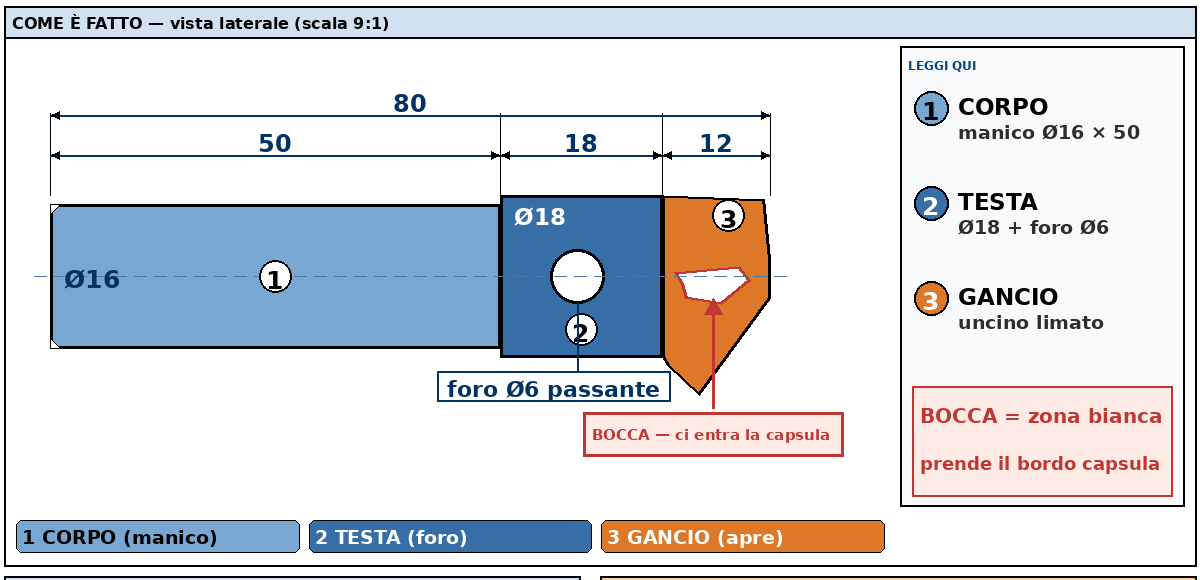 COME È FATTO — vista laterale (scala 9:1)
80
50
18
12
Ø16
1
Ø18
2
3
foro Ø6 passante
BOCCA — ci entra la capsula
LEGGI QUI
1 CORPO
manico Ø16 × 50
2 TESTA
Ø18 + foro Ø6
3 GANCIO
uncino limato
BOCCA = zona bianca
prende il bordo capsula
1 CORPO (manico)
2 TESTA (foro)
3 GANCIO (apre)